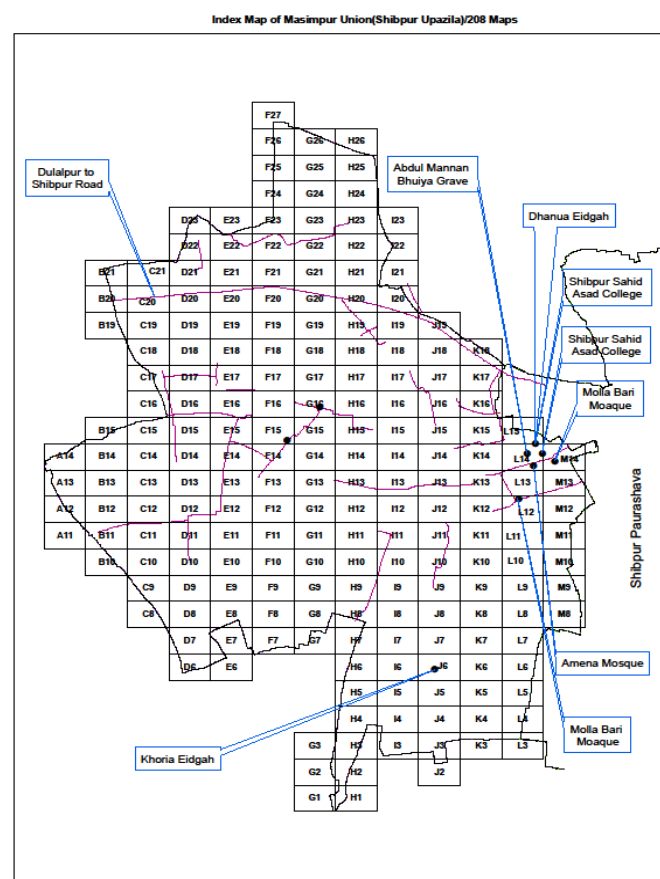 Index Map of Masimpur Union(Shibpur Upazila)/208 Maps
F27
F26 G26 H26
F25 G25 H25
Dulalpur to
Shibpur Road
Abdul Mannan
Bhuiya Grave
F24 G24 H24
Dhanua Eidgah
D23 E23 F23 G23 H23 I23
D22 E22 F22 G22 H22 I22
B21 C21 D21 E21 F21 G21 H21 I21
Shibpur Sahid
Asad College
B20 C20 D20 E20 F20 G20 H20 I20
B19 C19 D19 E19 F19 G19 H19 I19 J19
Shibpur Sahid
Asad College
C18 D18 E18 F18 G18 H18 I18 J18 K18
C17 D17 E17 F17 G17 H17 I17 J17 K17
Molla Bari
Moaque
C16 D16 E16 F16 G16 H16 I16 J16 K16
B15 C15 D15 E15 F15 G15 H15 I15 J15 K15 L15
A14 B14 C14 D14 E14 F14 G14 H14 I14 J14 K14 L14 M14
A13 B13 C13 D13 E13 F13 G13 H13 I13 J13 K13 L13 M13
A12 B12 C12 D12 E12 F12 G12 H12 I12 J12 K12 L12 M12
A11 B11 C11 D11 E11 F11 G11 H11 I11 J11 K11 L11 M11
B10 C10 D10 E10 F10 G10 H10 I10 J10 K10 L10 M10
Shibpur Paurashava
C9 D9 E9 F9 G9 H9 I9 J9 K9 L9 M9
C8 D8 E8 F8 G8 H8 I8 J8 K8 L8 M8
D7 E7 F7 G7 H7 I7 J7 K7 L7
D6 E6 H6 I6 J6 K6 L6
Amena Mosque
H5 I5 J5 K5 L5
H4 I4 J4 K4 L4
Molla Bari
Moaque
G3 H3 I3 J3 K3 L3
Khoria Eidgah
G2 H2 J2
G1 H1